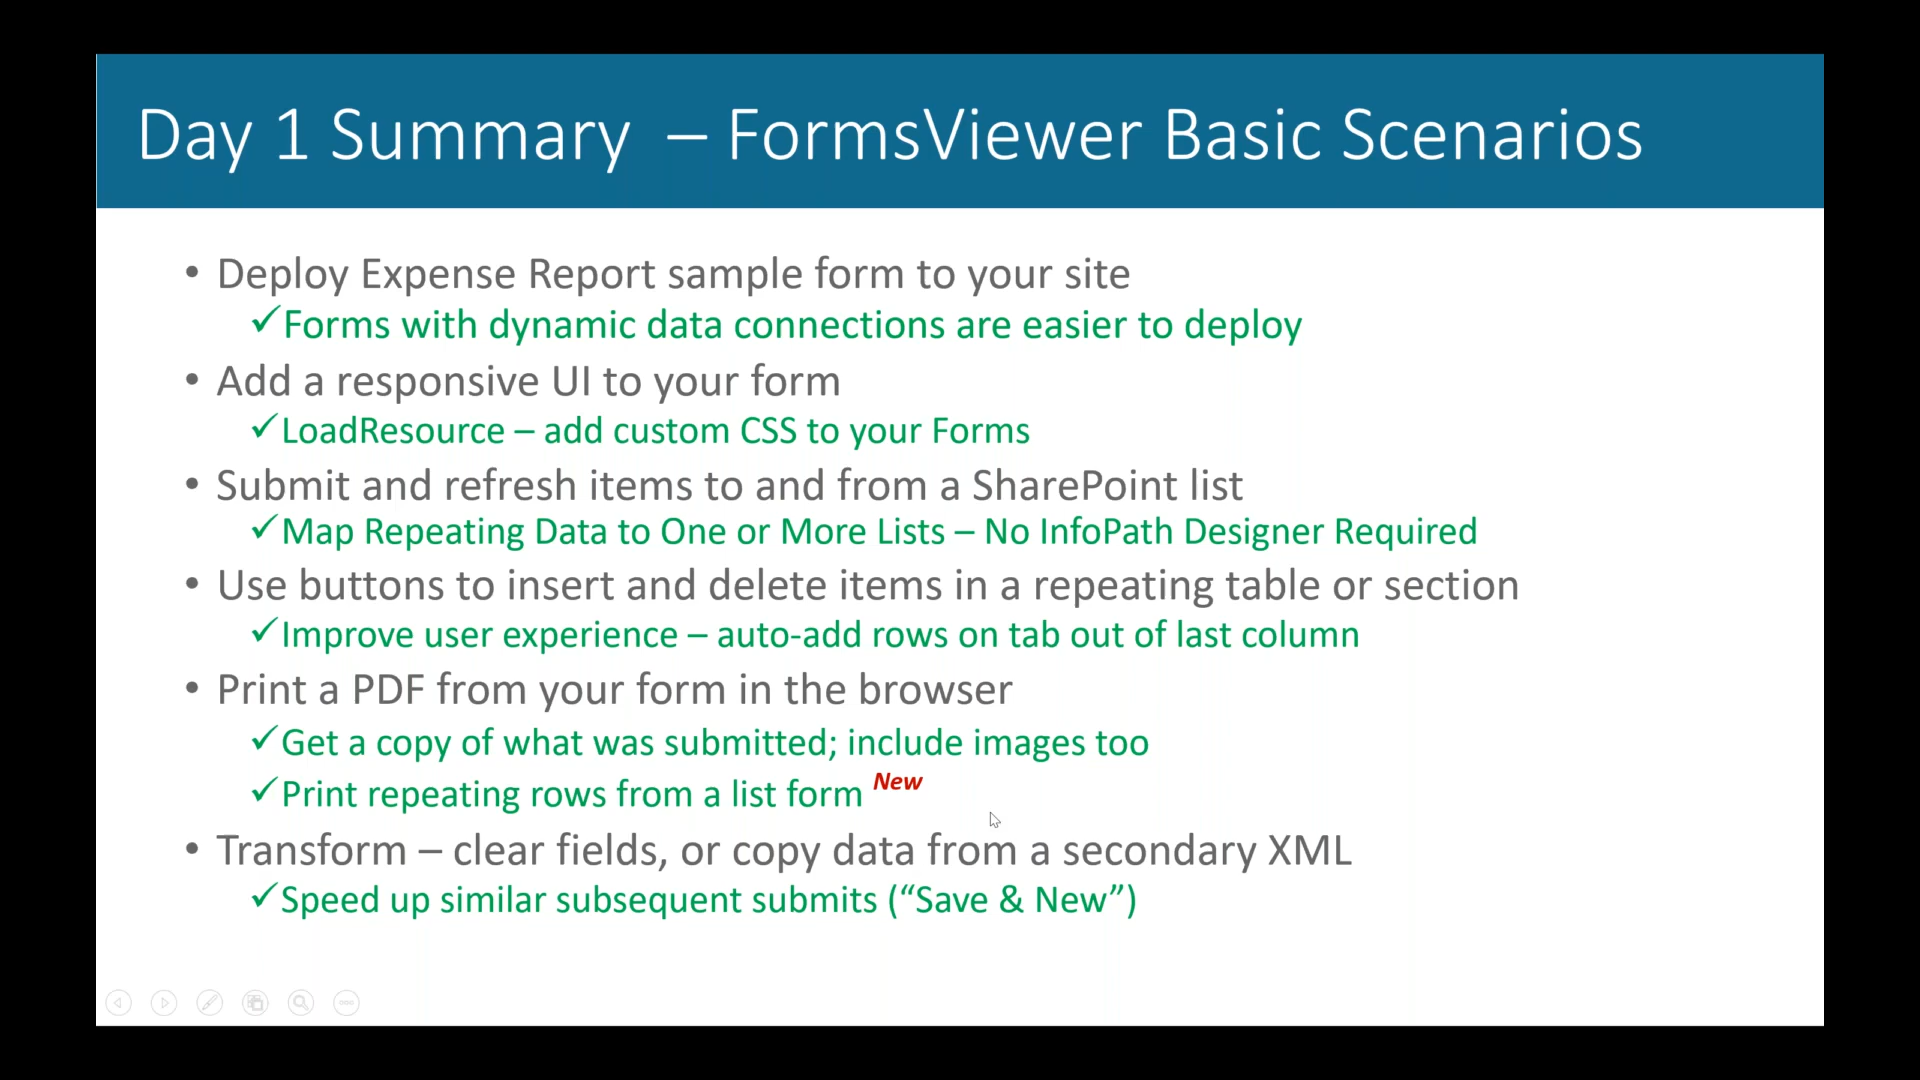 Day 1 Summary – FormsViewer Basic Scenarios
• Deploy Expense Report sample form to your site
✓Forms with dynamic data connections are easier to deploy
• Add a responsive UI to your form
✓LoadResource – add custom CSS to your Forms
• Submit and refresh items to and from a SharePoint list
✓Map Repeating Data to One or More Lists – No InfoPath Designer Required
• Use buttons to insert and delete items in a repeating table or section
✓Improve user experience – auto-add rows on tab out of last column
• Print a PDF from your form in the browser
✓Get a copy of what was submitted; include images too
✓Print repeating rows from a list form New
• Transform – clear fields, or copy data from a secondary XML
✓Speed up similar subsequent submits (“Save & New”)